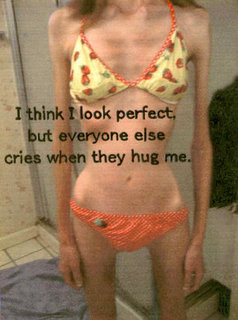 I think I look perfect.
but everyone else
cries when they hug me.